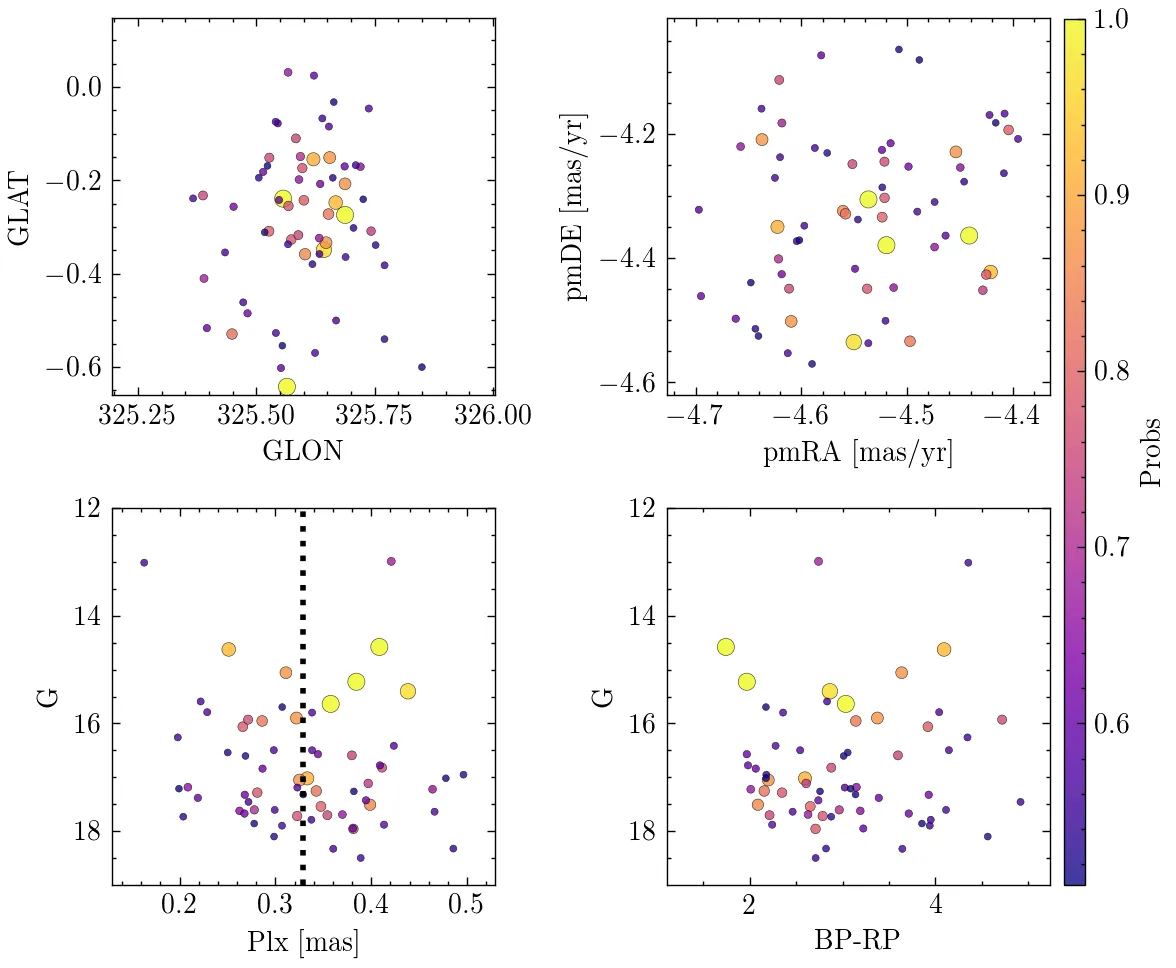 0.0
−0.2
−0.4
−0.6
GLAT
325.25 325.50 325.75 326.00
GLON
−4.2
−4.4
−4.6
pmDE [mas/yr]
−4.7 −4.6 −4.5 −4.4
pmRA [mas/yr]
1.0
0.9
0.8
0.7
0.6
Probs
12
14
16
18
G
0.2 0.3 0.4 0.5
Plx [mas]
12
14
16
18
G
2 4
BP-RP